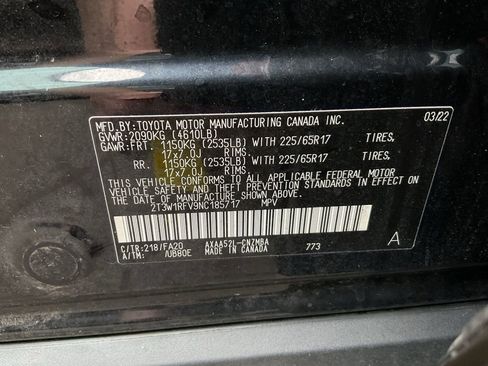 MFD.BY:TOYOTA MOTOR MANUFACTURING CANADA INC. 03/22
GVWR:2090KG (4610LB)
GAWR:FRT. 1150KG (2535LB) WITH 225/65R17 TIRES,
17x7.0J RIMS.
RR. 1150KG (2535LB) WITH 225/65R17 TIRES,
17x7.0J RIMS.
THIS VEHICLE CONFORMS TO ALL APPLICABLE FEDERAL MOTOR
VEHICLE SAFETY AND THEFT PREVENTION STANDARDS IN EFFECT
ON THE DATE OF MANUFACTURE SHOWN ABOVE.
2T3W1RFV9NC185717 MPV
C/TR:218/FA20 AXAA52L-CNZMBA 773 A
A/TM: /UB80E MADE IN CANADA